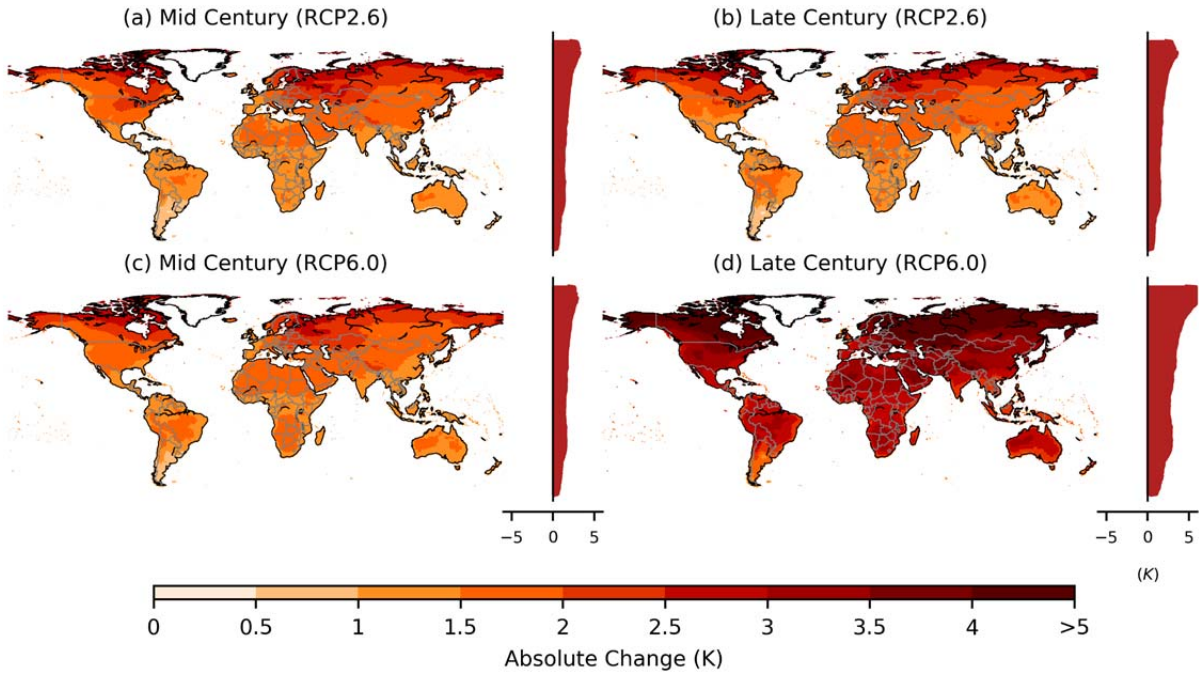 (a) Mid Century (RCP2.6)
(b) Late Century (RCP2.6)
(c) Mid Century (RCP6.0)
(d) Late Century (RCP6.0)
−5 0 5
−5 0 5
(K)
0 0.5 1 1.5 2 2.5 3 3.5 4 >5
Absolute Change (K)